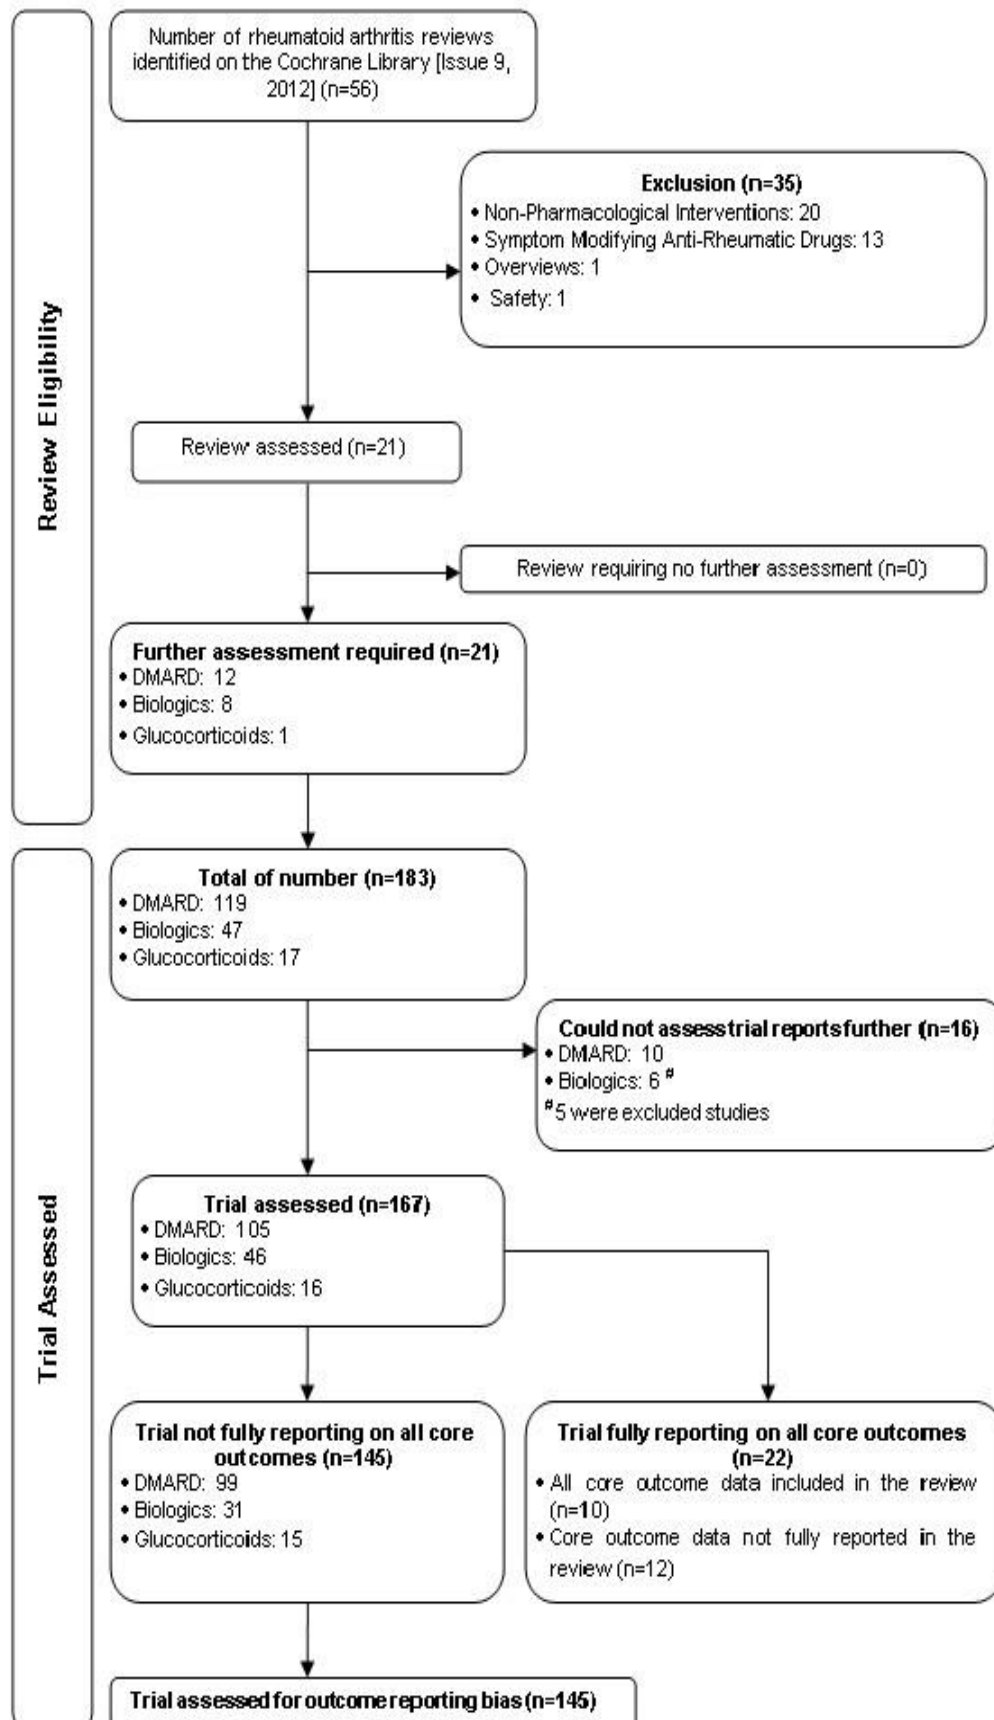 Number of rheumatoid arthritis reviews
identified on the Cochrane Library [Issue 9,
2012] (n=56)
Exclusion (n=35)
• Non-Pharmacological Interventions: 20
• Symptom Modifying Anti-Rheumatic Drugs: 13
• Overviews: 1
• Safety: 1
Review Eligibility
Review assessed (n=21)
Review requiring no further assessment (n=0)
Further assessment required (n=21)
• DMARD: 12
• Biologics: 8
• Glucocorticoids: 1
Total of number (n=183)
• DMARD: 119
• Biologics: 47
• Glucocorticoids: 17
Could not assess trial reports further (n=16)
• DMARD: 10
• Biologics: 6 #
#5 were excluded studies
Trial Assessed
Trial assessed (n=167)
• DMARD: 105
• Biologics: 46
• Glucocorticoids: 16
Trial not fully reporting on all core
outcomes (n=145)
• DMARD: 99
• Biologics: 31
• Glucocorticoids: 15
Trial fully reporting on all core outcomes
(n=22)
• All core outcome data included in the review
(n=10)
• Core outcome data not fully reported in the
review (n=12)
Trial assessed for outcome reporting bias (n=145)